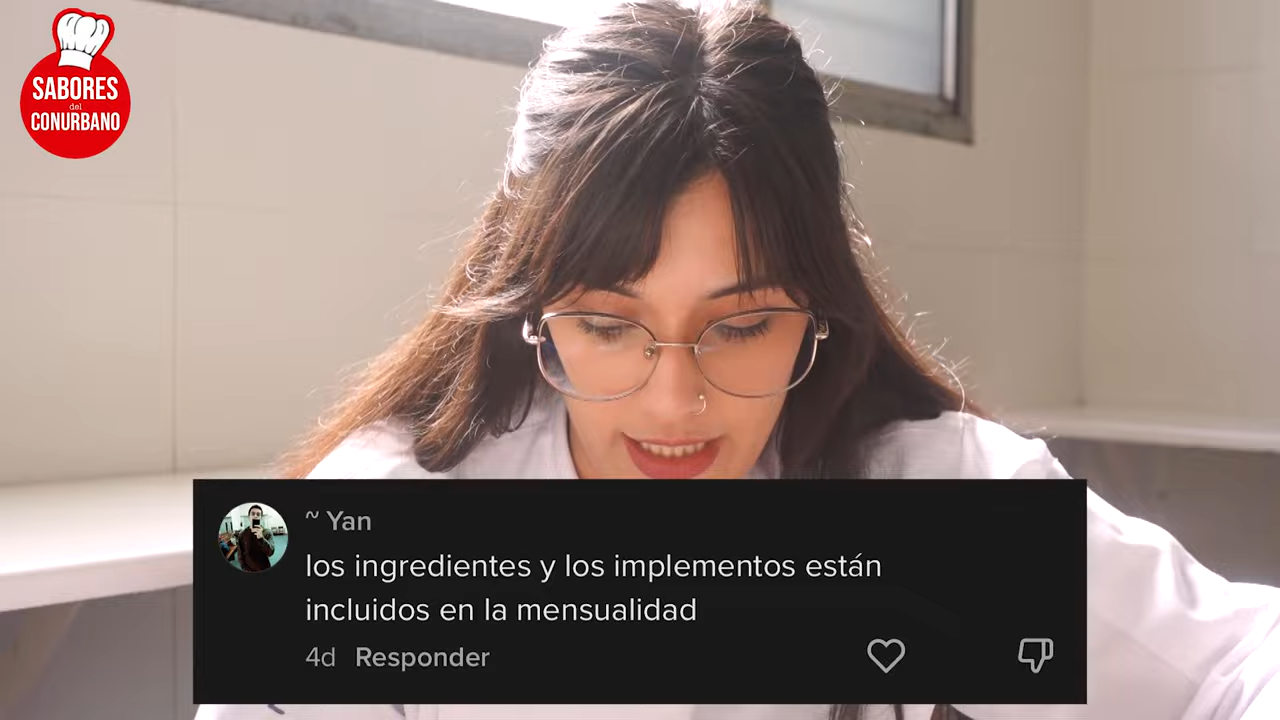 SABORES
del
CONURBANO
~ Yan
los ingredientes y los implementos están
incluidos en la mensualidad
4d Responder